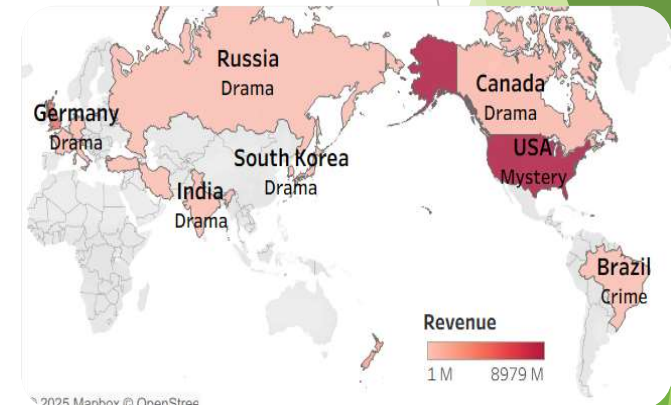 Russia
Drama
Canada
Drama
Germany
Drama
USA
Mystery
South Korea
Drama
India
Drama
Brazil
Crime
Revenue
1 M 8979 M
2025 Mapbox © OpenStree